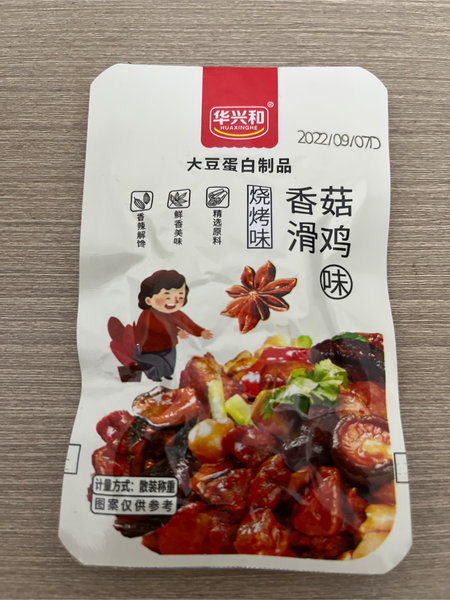 华兴和®
HUAXINGHE
2022/09/07D
大豆蛋白制品
香辣解馋
鲜香美味
精选原料
烧烤味
香菇
滑鸡
味
计量方式：散装称重
图案仅供参考